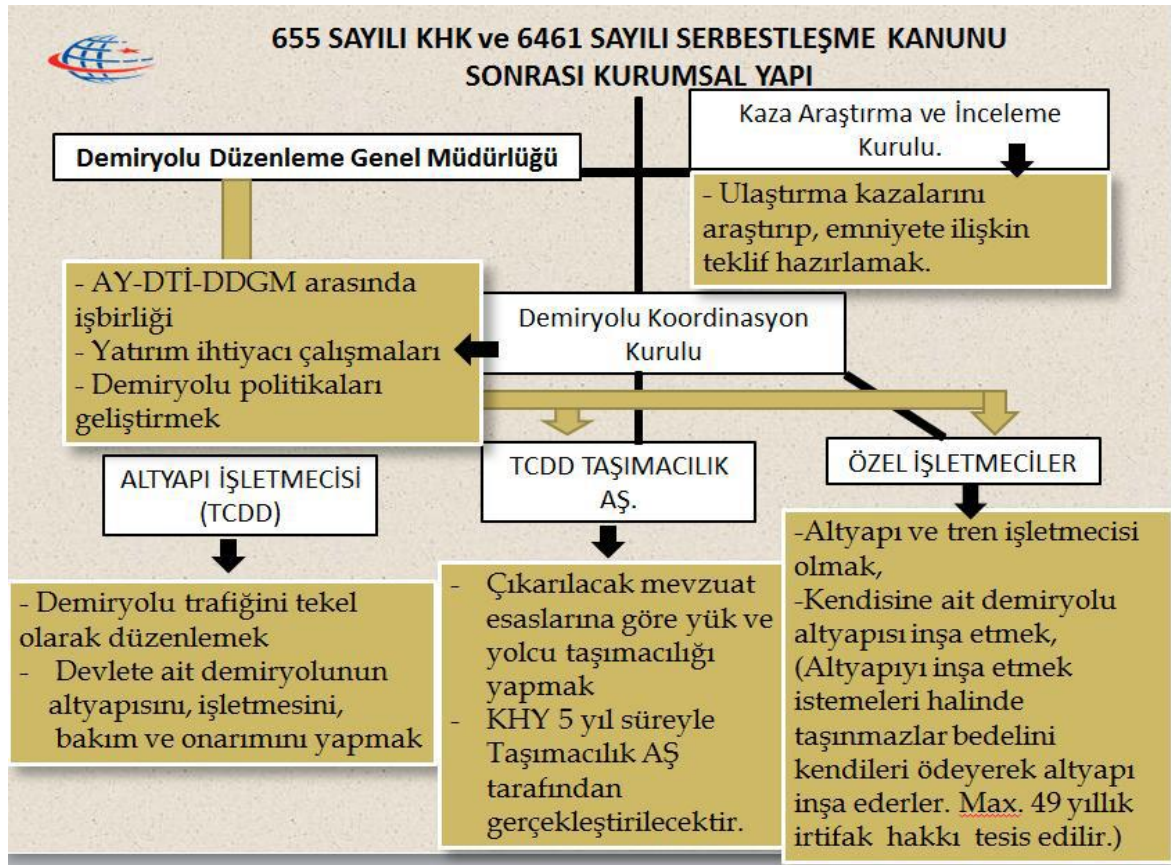 655 SAYILI KHK ve 6461 SAYILI SERBESTLEŞME KANUNU
SONRASI KURUMSAL YAPI
Kaza Araştırma ve İnceleme
Kurulu.
Demiryolu Düzenleme Genel Müdürlüğü
- Ulaştırma kazalarını
araştırıp, emniyete ilişkin
teklif hazırlamak.
- AY-DTİ-DDGM arasında
işbirliği
- Yatırım ihtiyacı çalışmaları
- Demiryolu politikaları
geliştirmek
Demiryolu Koordinasyon
Kurulu
ALTYAPI İŞLETMECİSİ
(TCDD)
TCDD TAŞIMACILIK
AŞ.
ÖZEL İŞLETMECİLER
- Demiryolu trafiğini tekel
olarak düzenlemek
- Devlete ait demiryolunun
altyapısını, işletmesini,
bakım ve onarımını yapmak
- Çıkarılacak mevzuat
esaslarına göre yük ve
yolcu taşımacılığı
yapmak
- KHY 5 yıl süreyle
Taşımacılık AŞ
tarafından
gerçekleştirilecektir.
-Altyapı ve tren işletmecisi
olmak,
-Kendisine ait demiryolu
altyapısı inşa etmek,
(Altyapıyı inşa etmek
istemeleri halinde
taşınmazlar bedelini
kendileri ödeyerek altyapı
inşa ederler. Max. 49 yıllık
irtifak hakkı tesis edilir.)